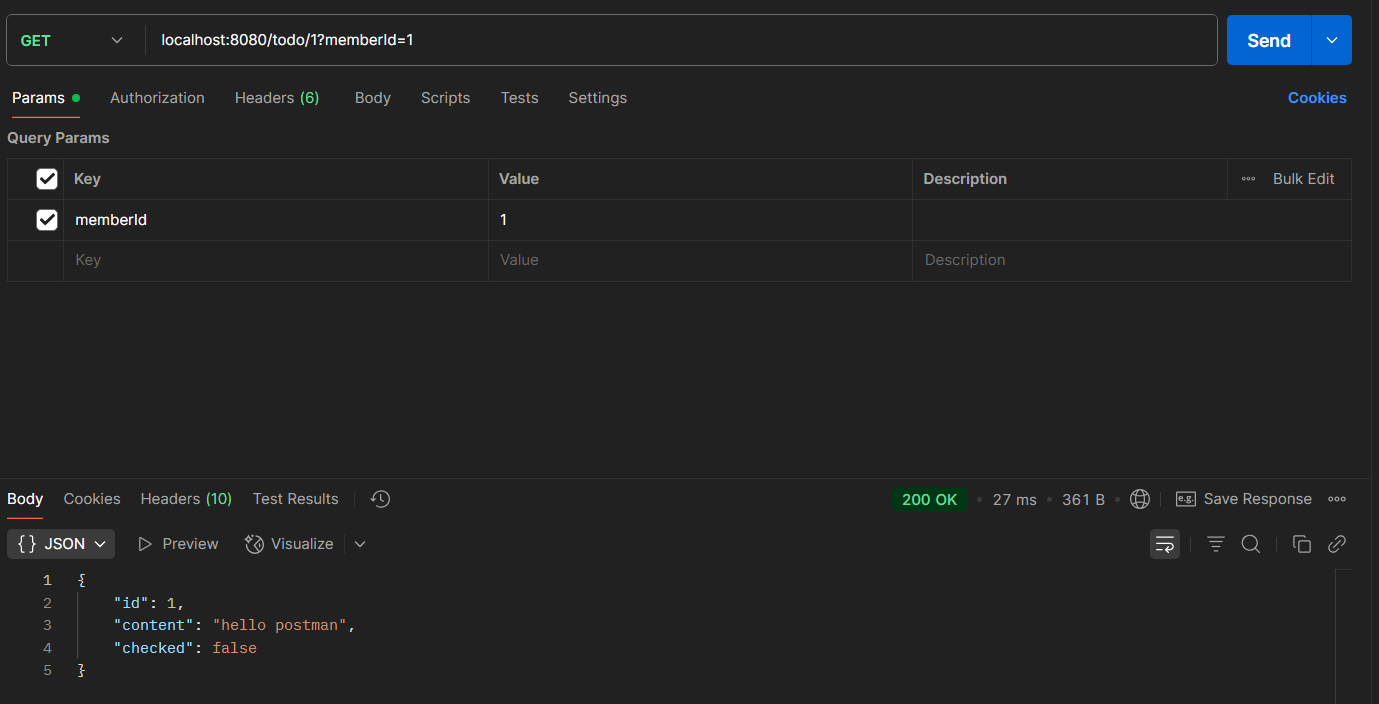 GET localhost:8080/todo/1?memberId=1 Send
Params Authorization Headers (6) Body Scripts Tests Settings Cookies
Query Params
Key Value Description Bulk Edit
memberId 1
Key Value Description
Body Cookies Headers (10) Test Results 200 OK • 27 ms • 361 B • e.g. Save Response
{} JSON Preview Visualize
1 {
2 "id": 1,
3 "content": "hello postman",
4 "checked": false
5 }